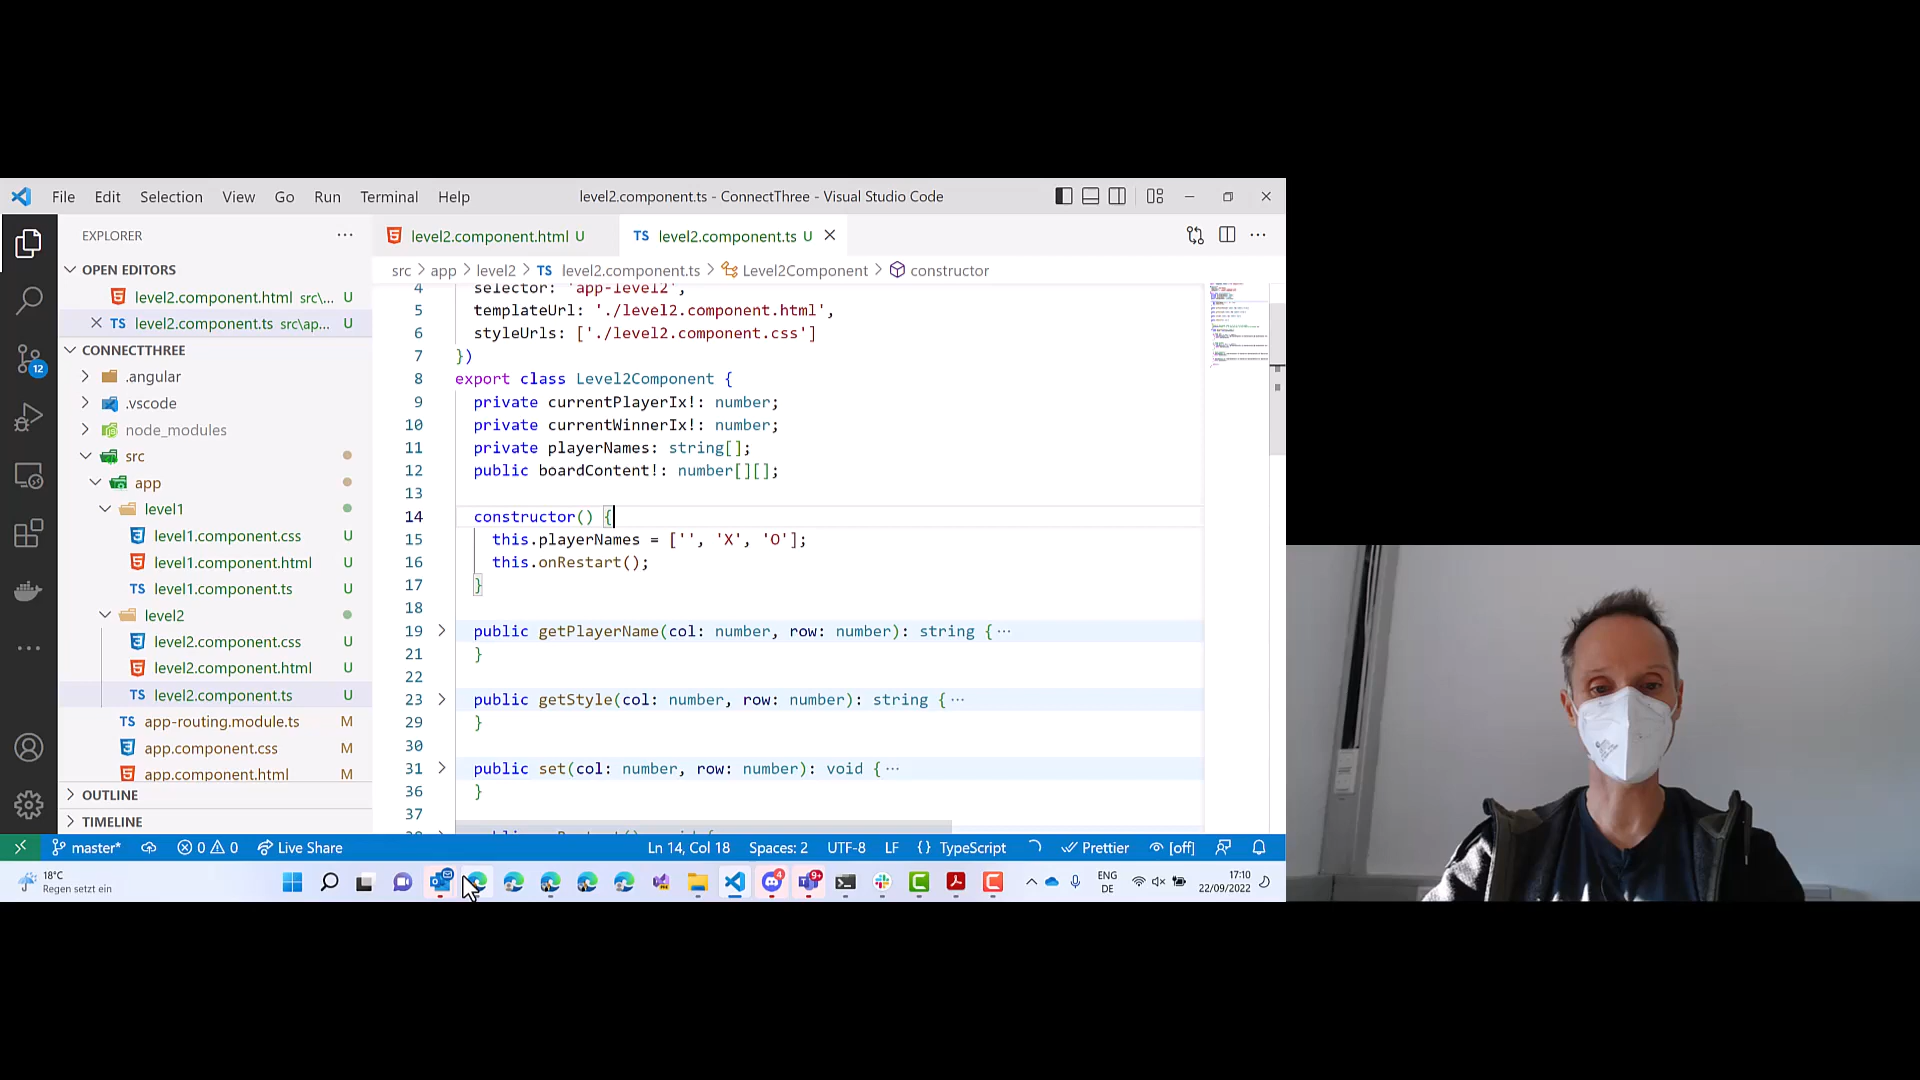 File Edit Selection View Go Run Terminal Help
level2.component.ts - ConnectThree - Visual Studio Code
EXPLORER
OPEN EDITORS
level2.component.html src\... U
level2.component.ts src\ap... U
CONNECTTHREE
.angular
.vscode
node_modules
src
app
level1
level1.component.css U
level1.component.html U
level1.component.ts U
level2
level2.component.css U
level2.component.html U
level2.component.ts U
app-routing.module.ts M
app.component.css M
app.component.html M
OUTLINE
TIMELINE
12
level2.component.html U
TS level2.component.ts U
src > app > level2 > TS level2.component.ts > Level2Component > constructor
4 selector: 'app-level2',
5 templateUrl: './level2.component.html',
6 styleUrls: ['./level2.component.css']
7 })
8 export class Level2Component {
9 private currentPlayerIx!: number;
10 private currentWinnerIx!: number;
11 private playerNames: string[];
12 public boardContent!: number[][];
13
14 constructor() {
15 this.playerNames = ['', 'X', 'O'];
16 this.onRestart();
17 }
18
19 public getPlayerName(col: number, row: number): string {···
21 }
22
23 public getStyle(col: number, row: number): string {···
29 }
30
31 public set(col: number, row: number): void {···
36 }
37
master* 0 0 Live Share Ln 14, Col 18 Spaces: 2 UTF-8 LF {} TypeScript Prettier [off]
18°C
Regen setzt ein
4
9+
ENG
DE
17:10
22/09/2022